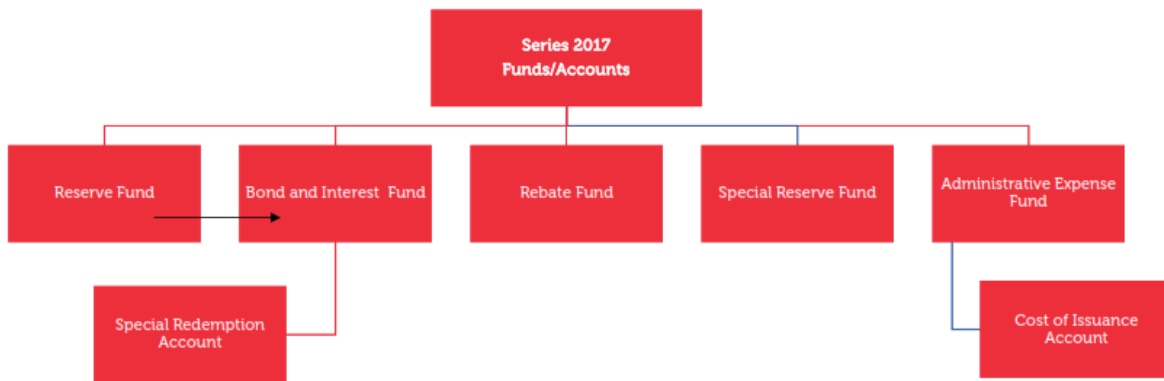 Series 2017
Funds/Accounts
Reserve Fund
Bond and Interest Fund
Rebate Fund
Special Reserve Fund
Administrative Expense
Fund
Special Redemption
Account
Cost of Issuance
Account